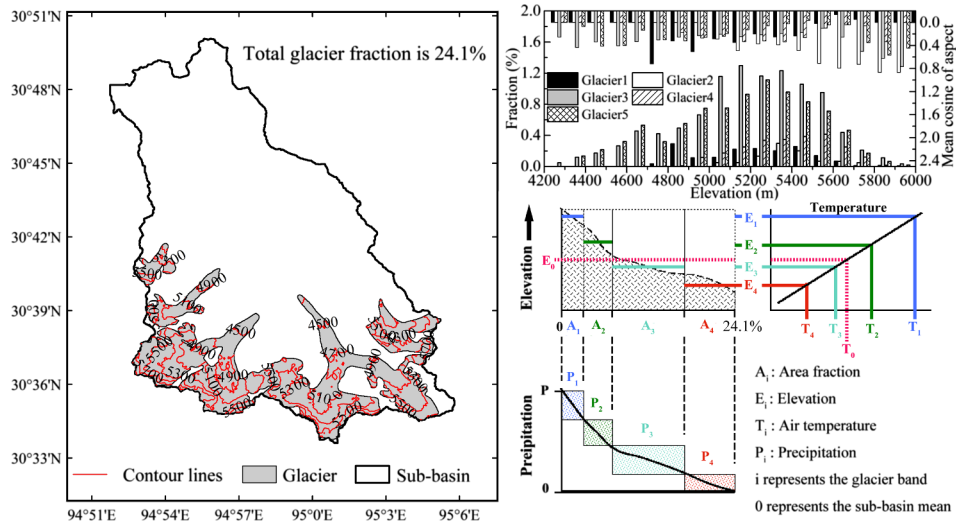 30°51'N
30°48'N
30°45'N
30°42'N
30°39'N
30°36'N
30°33'N
Total glacier fraction is 24.1%
4900
4500
4500
4900
5300
5100
5500
Contour lines
Glacier
Sub-basin
94°51'E
94°54'E
94°57'E
95°0'E
95°3'E
95°6'E
2.0
1.6
1.2
0.8
0.4
0.0
Fraction (%)
Glacier1
Glacier2
Glacier3
Glacier4
Glacier5
0.0
0.4
0.8
1.2
1.6
2.0
2.4
Mean cosine of aspect
4200
4400
4600
4800
5000
5200
5400
5600
5800
6000
Elevation (m)
Elevation
E0
0
A1
A2
A3
A4
24.1%
Temperature
E1
E2
E3
E4
T4
T3
T0
T2
T1
Preipitation
P
0
P1
P2
P3
P4
Ai : Area fraction
Ei : Elevation
Ti : Air temperature
Pi : Precipitation
i represents the glacier band
0 represents the sub-basin mean